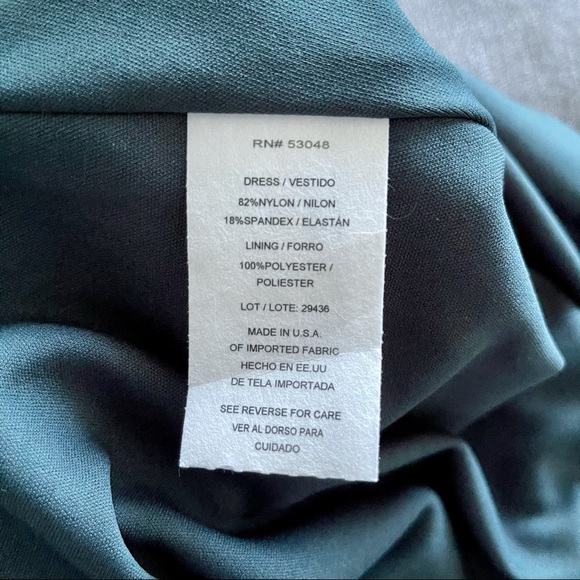 RN# 53048
DRESS / VESTIDO
82%NYLON / NILON
18%SPANDEX / ELASTÁN
LINING / FORRO
100%POLYESTER /
POLIESTER
LOT / LOTE: 29436
MADE IN U.S.A.
OF IMPORTED FABRIC
HECHO EN EE.UU
DE TELA IMPORTADA
SEE REVERSE FOR CARE
VER AL DORSO PARA
CUIDADO